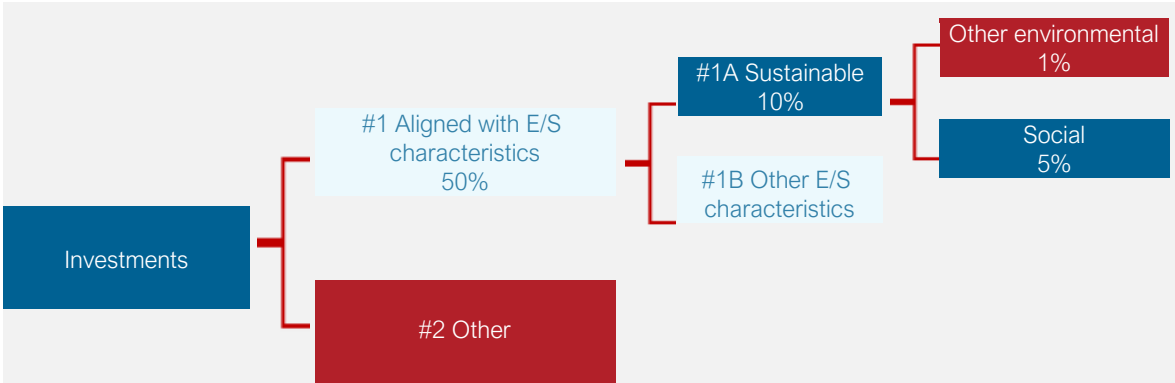 Investments
#1 Aligned with E/S
characteristics
50%
#2 Other
#1A Sustainable
10%
#1B Other E/S
characteristics
Other environmental
1%
Social
5%